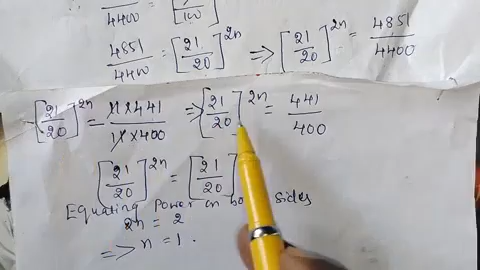 4400 [ 100 ]
4851/4400 = [21/20]^2n => [21/20]^2n = 4851/4400
[21/20]^2n = 11×441/11×400 => [21/20]^2n = 441/400
[21/20]^2n = [21/20]
Equating Power on sides
2n = 2
=> n = 1.